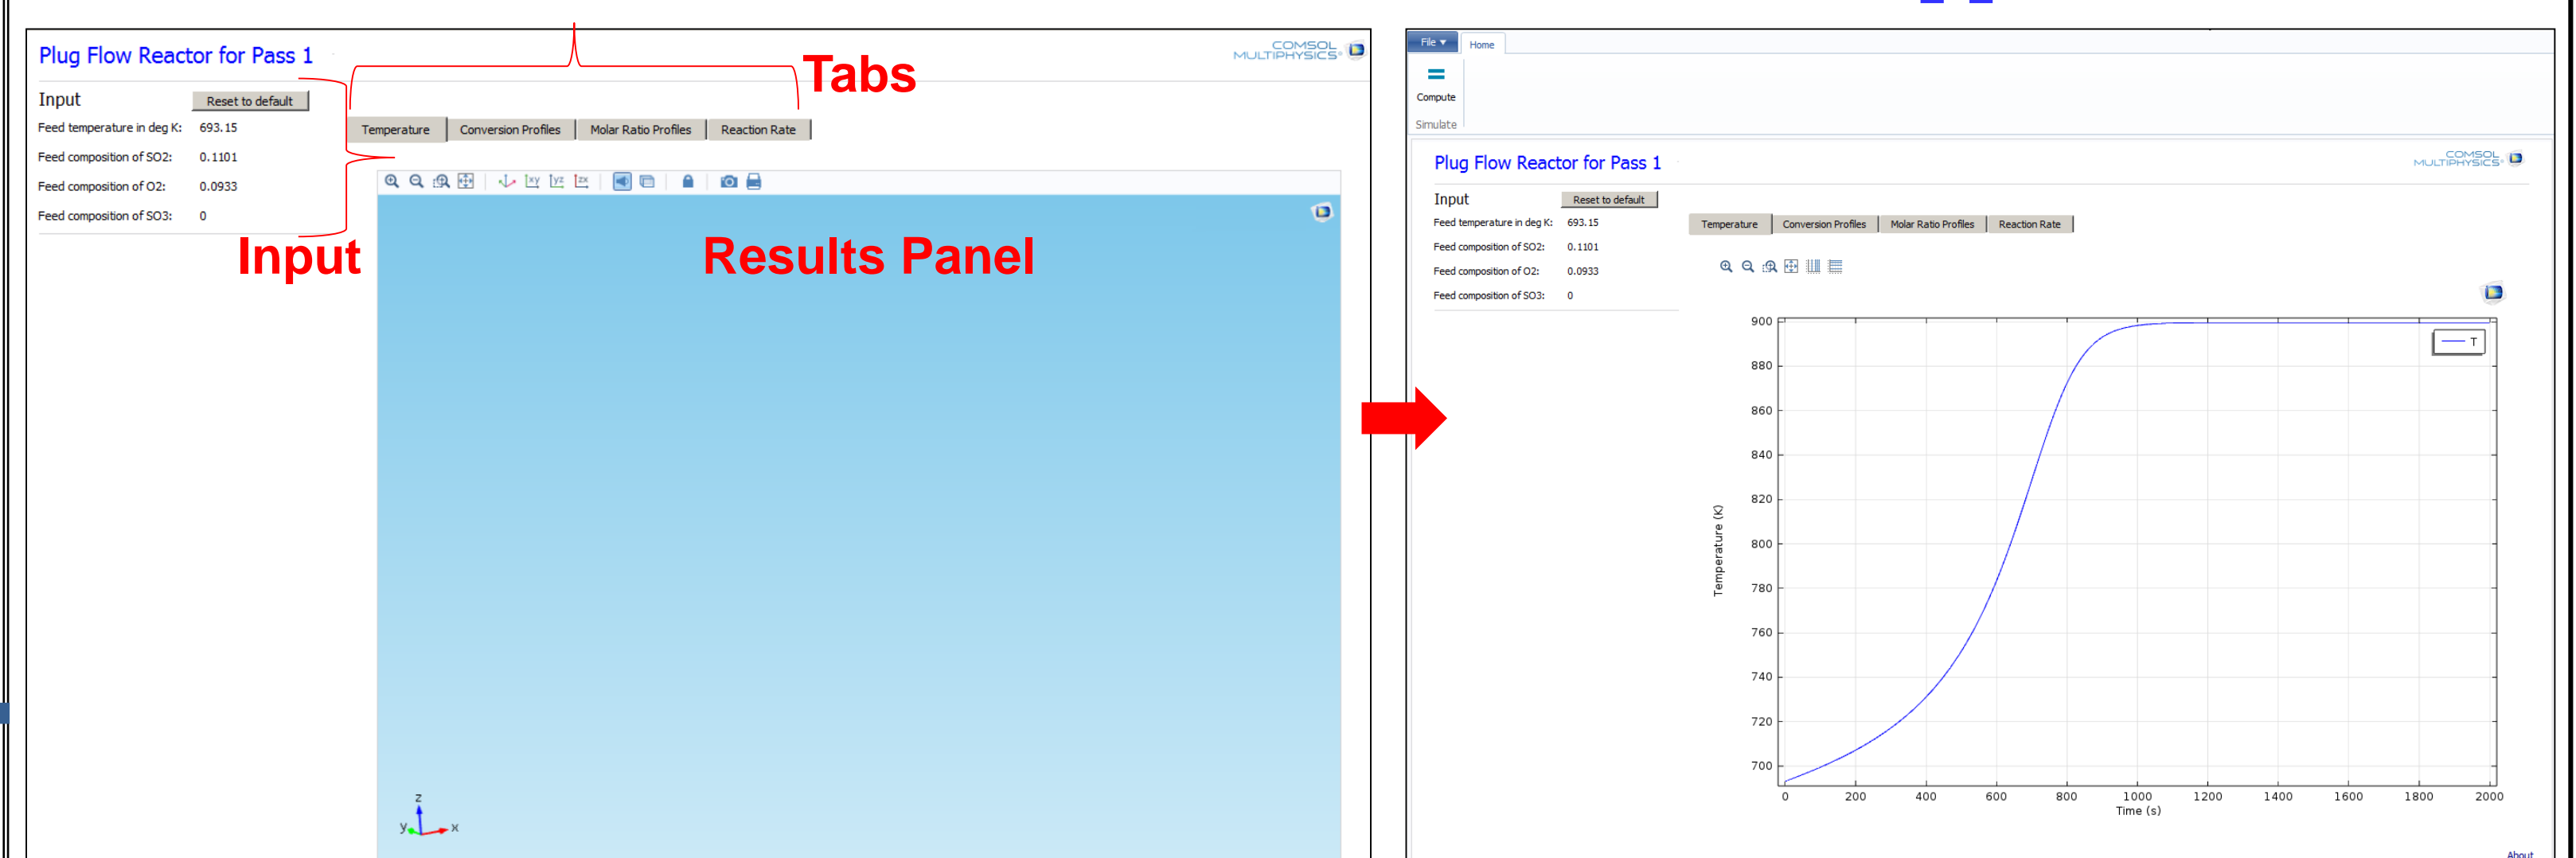 Plug Flow Reactor for Pass 1
COMSOL
MULTIPHYSICS®
Tabs
Input
Reset to default
Feed temperature in deg K: 693.15
Feed composition of SO2: 0.1101
Feed composition of O2: 0.0933
Feed composition of SO3: 0
Temperature Conversion Profiles Molar Ratio Profiles Reaction Rate
xy yz zx
Input
Results Panel
z
y x
File Home
Compute
Simulate
Plug Flow Reactor for Pass 1
COMSOL
MULTIPHYSICS®
Input
Reset to default
Feed temperature in deg K: 693.15
Feed composition of SO2: 0.1101
Feed composition of O2: 0.0933
Feed composition of SO3: 0
Temperature Conversion Profiles Molar Ratio Profiles Reaction Rate
T
900
880
860
840
820
800
780
760
740
720
700
Temperature (K)
0 200 400 600 800 1000 1200 1400 1600 1800 2000
Time (s)
About